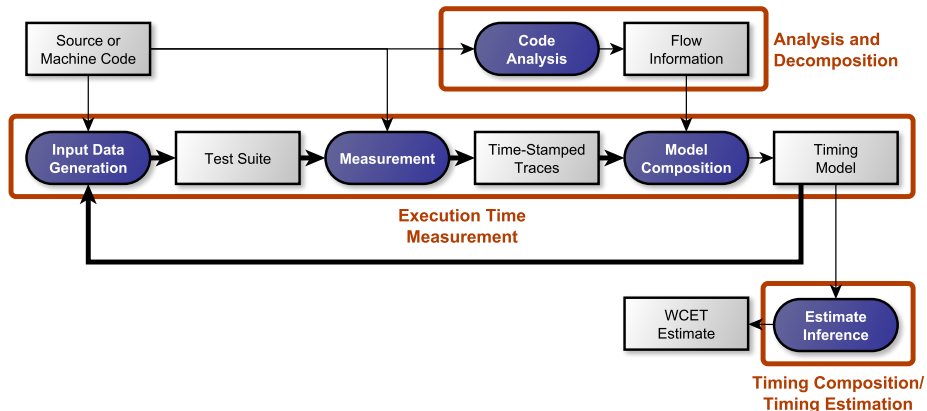 Source or
Machine Code
Code
Analysis
Flow
Information
Analysis and
Decomposition
Input Data
Generation
Test Suite
Measurement
Time-Stamped
Traces
Model
Composition
Timing
Model
Execution Time
Measurement
WCET
Estimate
Estimate
Inference
Timing Composition/
Timing Estimation